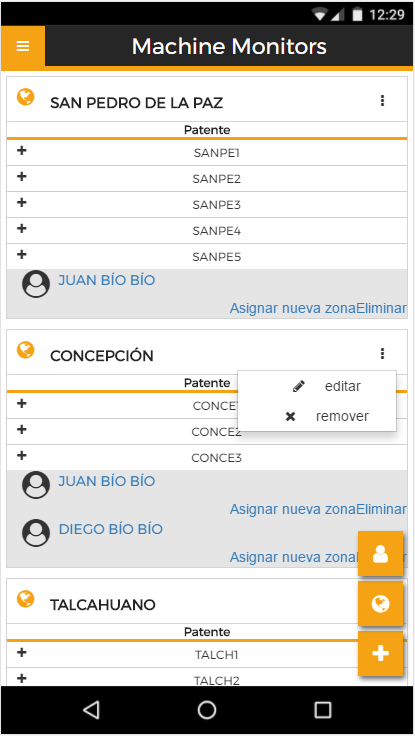 12:29
Machine Monitors
SAN PEDRO DE LA PAZ
Patente
SANPE1
SANPE2
SANPE3
SANPE4
SANPE5
JUAN BÍO BÍO
Asignar nueva zonaEliminar
CONCEPCIÓN
Patente
editar
CONCE
remover
CONCE2
CONCE3
JUAN BÍO BÍO
Asignar nueva zonaEliminar
DIEGO BÍO BÍO
Asignar nueva zona
TALCAHUANO
Patente
TALCH1
TALCH2